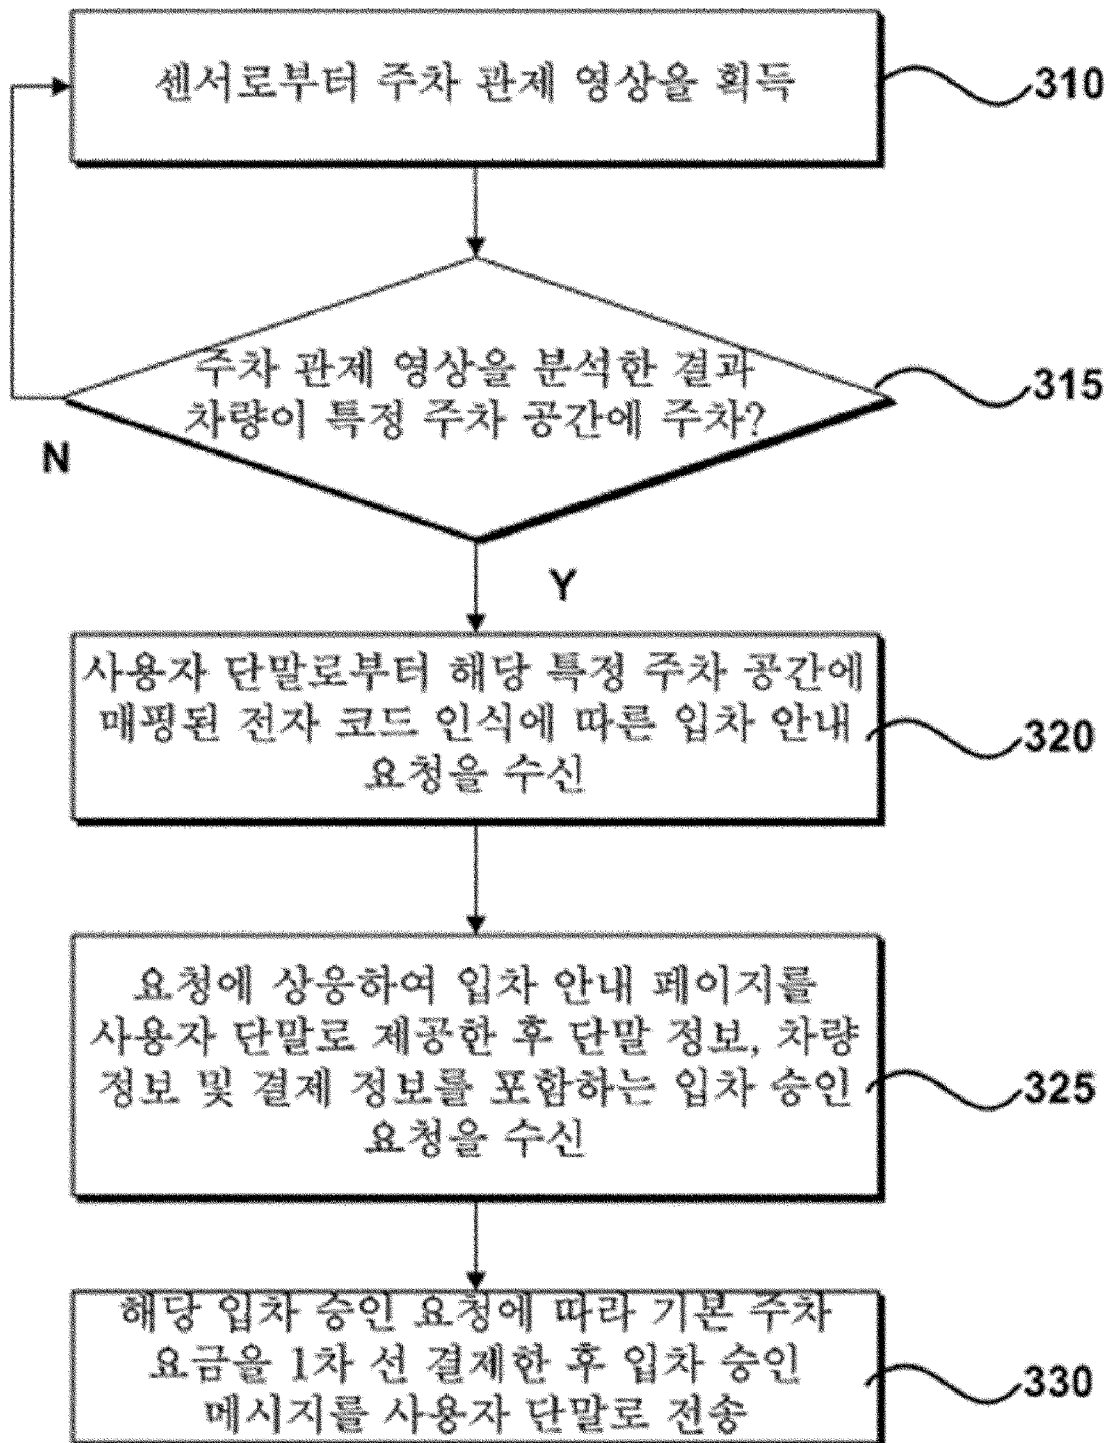 센서로부터 주차 관제 영상을 획득
310
주차 관제 영상을 분석한 결과
차량이 특정 주차 공간에 주차?
315
N
Y
사용자 단말로부터 해당 특정 주차 공간에
매핑된 전자 코드 인식에 따른 입차 안내
요청을 수신
320
요청에 상응하여 입차 안내 페이지를
사용자 단말로 제공한 후 단말 정보, 차량
정보 및 결제 정보를 포함하는 입차 승인
요청을 수신
325
해당 입차 승인 요청에 따라 기본 주차
요금을 1차 선 결제한 후 입차 승인
메시지를 사용자 단말로 전송
330